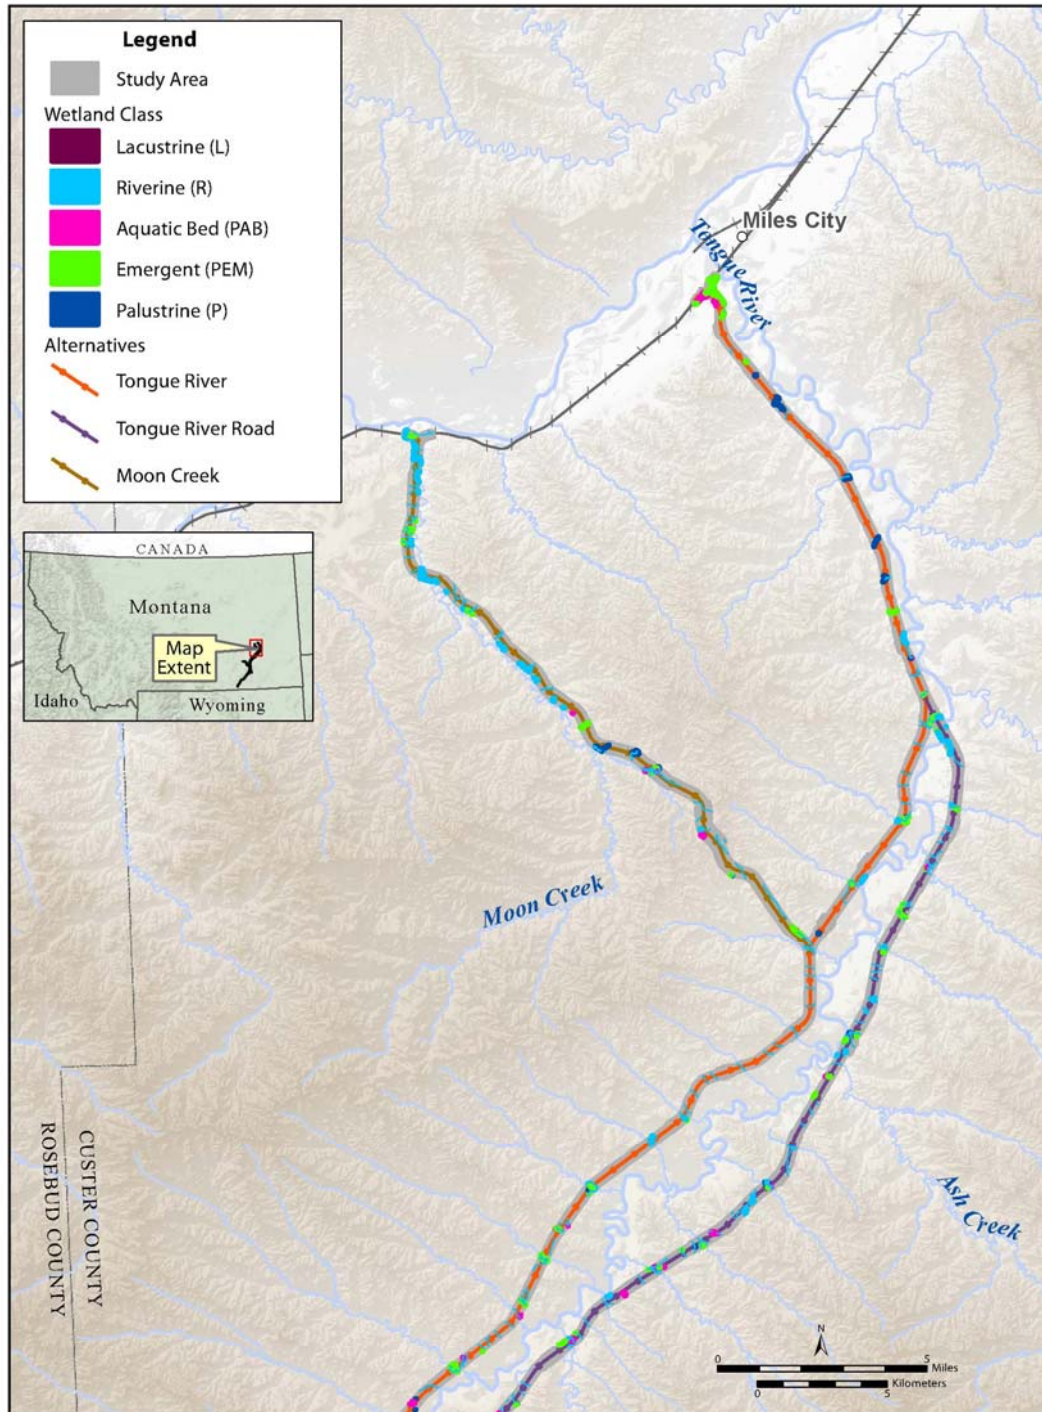 Legend
Study Area
Wetland Class
Lacustrine (L)
Riverine (R)
Aquatic Bed (PAB)
Emergent (PEM)
Palustrine (P)
Alternatives
Tongue River
Tongue River Road
Moon Creek
CANADA
Montana
Map
Extent
Idaho
Wyoming
Miles City
Tongue River
Moon Creek
Ash Creek
ROSEBUD COUNTY
CUSTER COUNTY
N
0 5
Miles
0 5
Kilometers